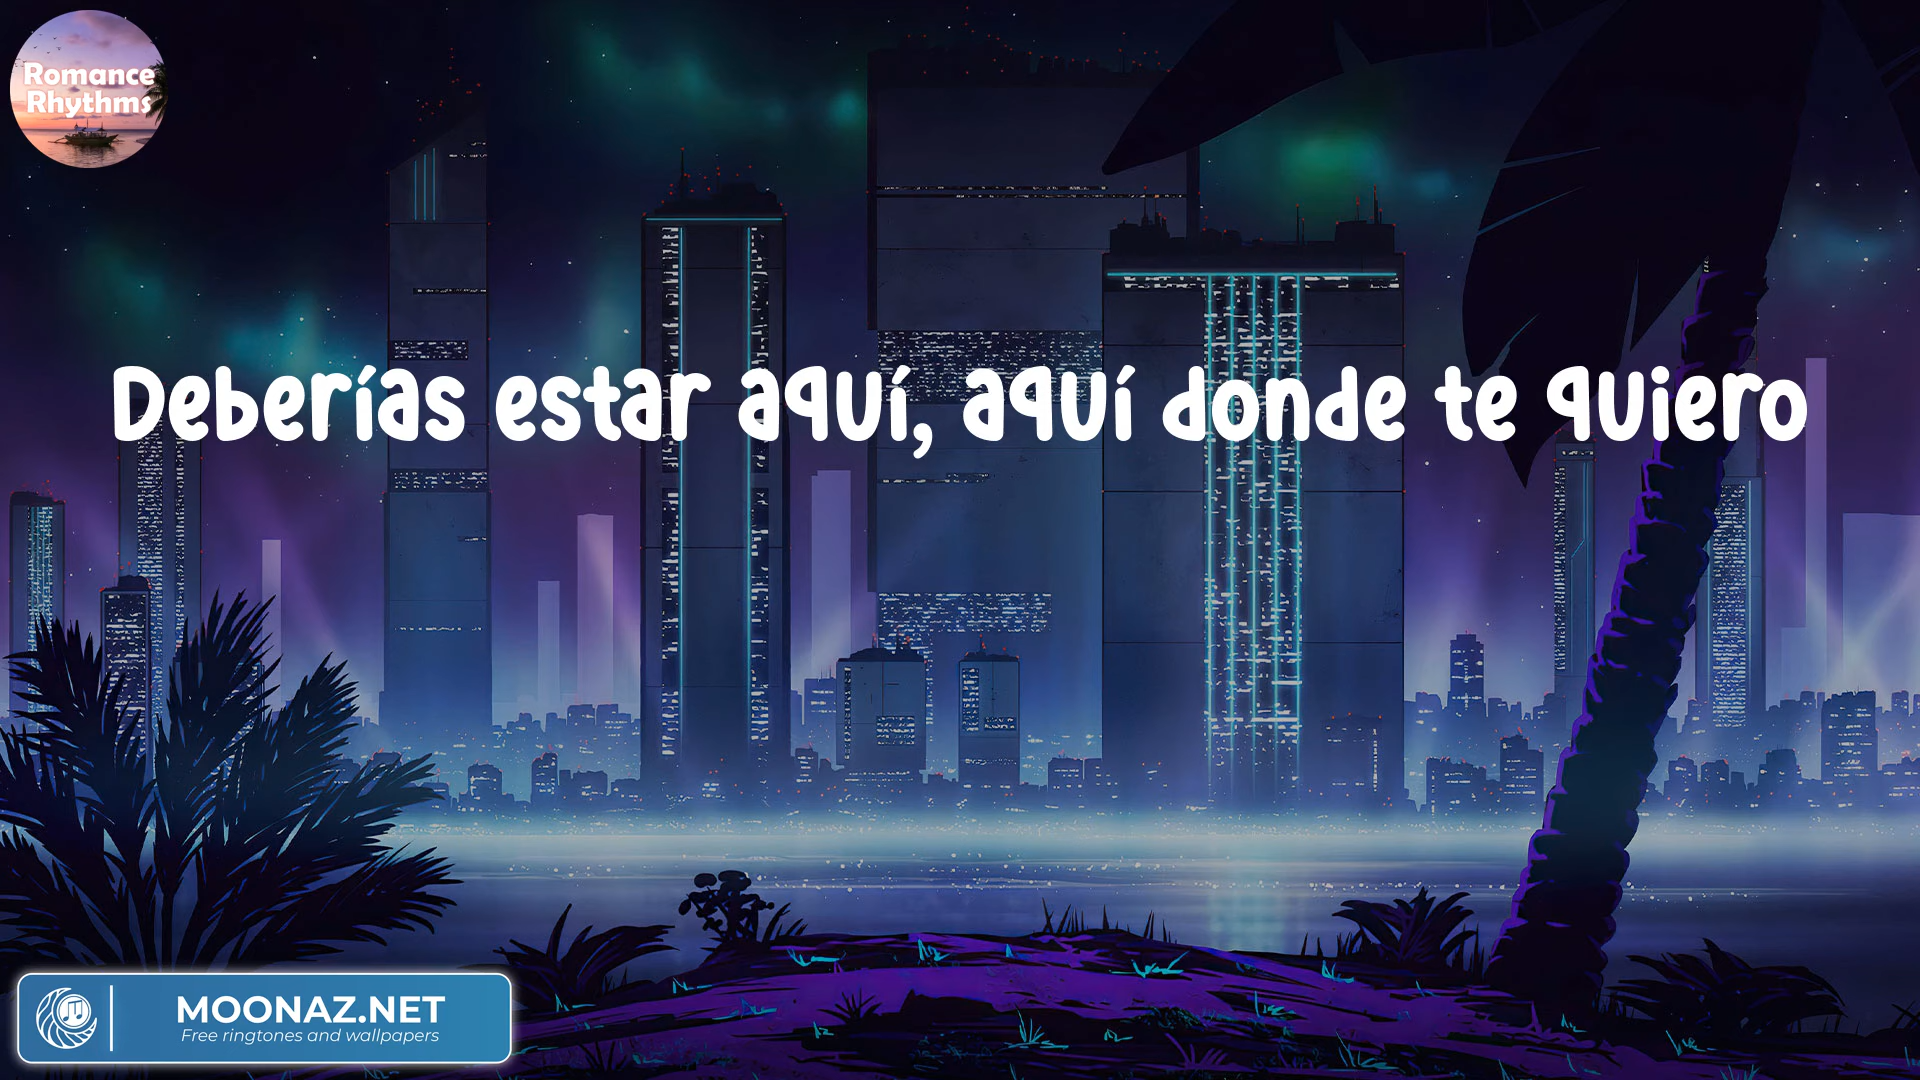 Romance
Rhythms
Deberías estar aquí, aquí donde te quiero
MOONAZ.NET
Free ringtones and wallpapers